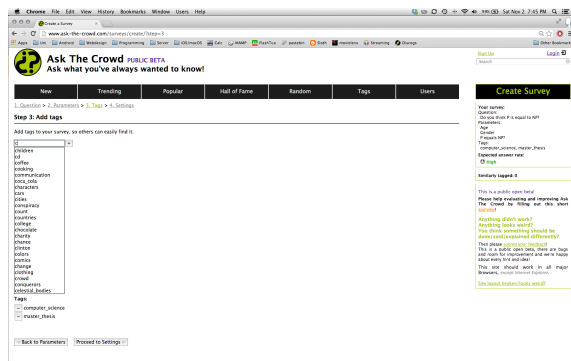 Chrome File Edit View History Bookmarks Window Users Help
Sat Nov 2 7:45 PM
Create a Survey
www.ask-the-crowd.com/surveys/create/?step=3
Apps Uni Android Webdesign Programming Server iOS/macOS Calc MAMP FlashTux pastebin Slashdot Streaming Discogs
Other Bookmark
Ask The Crowd PUBLIC BETA
Ask what you've always wanted to know!
Sign Up Login
Search
New Trending Popular Hall of Fame Random Tags Users
Create Survey
1. Question > 2. Parameters > 3. Tags > 4. Settings
Step 3: Add tags
Add tags to your survey, so others can easily find it.
c
children
cd
coffee
cooking
communication
coca_cola
characters
cars
cities
conspiracy
count
countries
college
chocolate
charity
chance
clinton
colors
comics
change
clothing
crowd
conquerors
celestial_bodies
Tags:
computer_science
master_thesis
Back to Parameters Proceed to Settings
Your survey:
Question:
Do you think P is equal to NP?
Parameters:
Age
Gender
P equals NP?
Tags:
computer_science, master_thesis
Expected answer rate:
High
Similarly tagged: 0
This is a public open beta!
Please help evaluating and improving Ask
The Crowd by filling out this short
survey!
Anything didn't work?
Anything looks weird?
You think something should be
done/said/explained differently?
Then please submit your feedback!
This is a public beta, there are bugs
and room for improvement and we're happy
about every hint and idea!
This site should work in all major
Browsers, except Internet Explorer.
Site layout broken/looks weird?